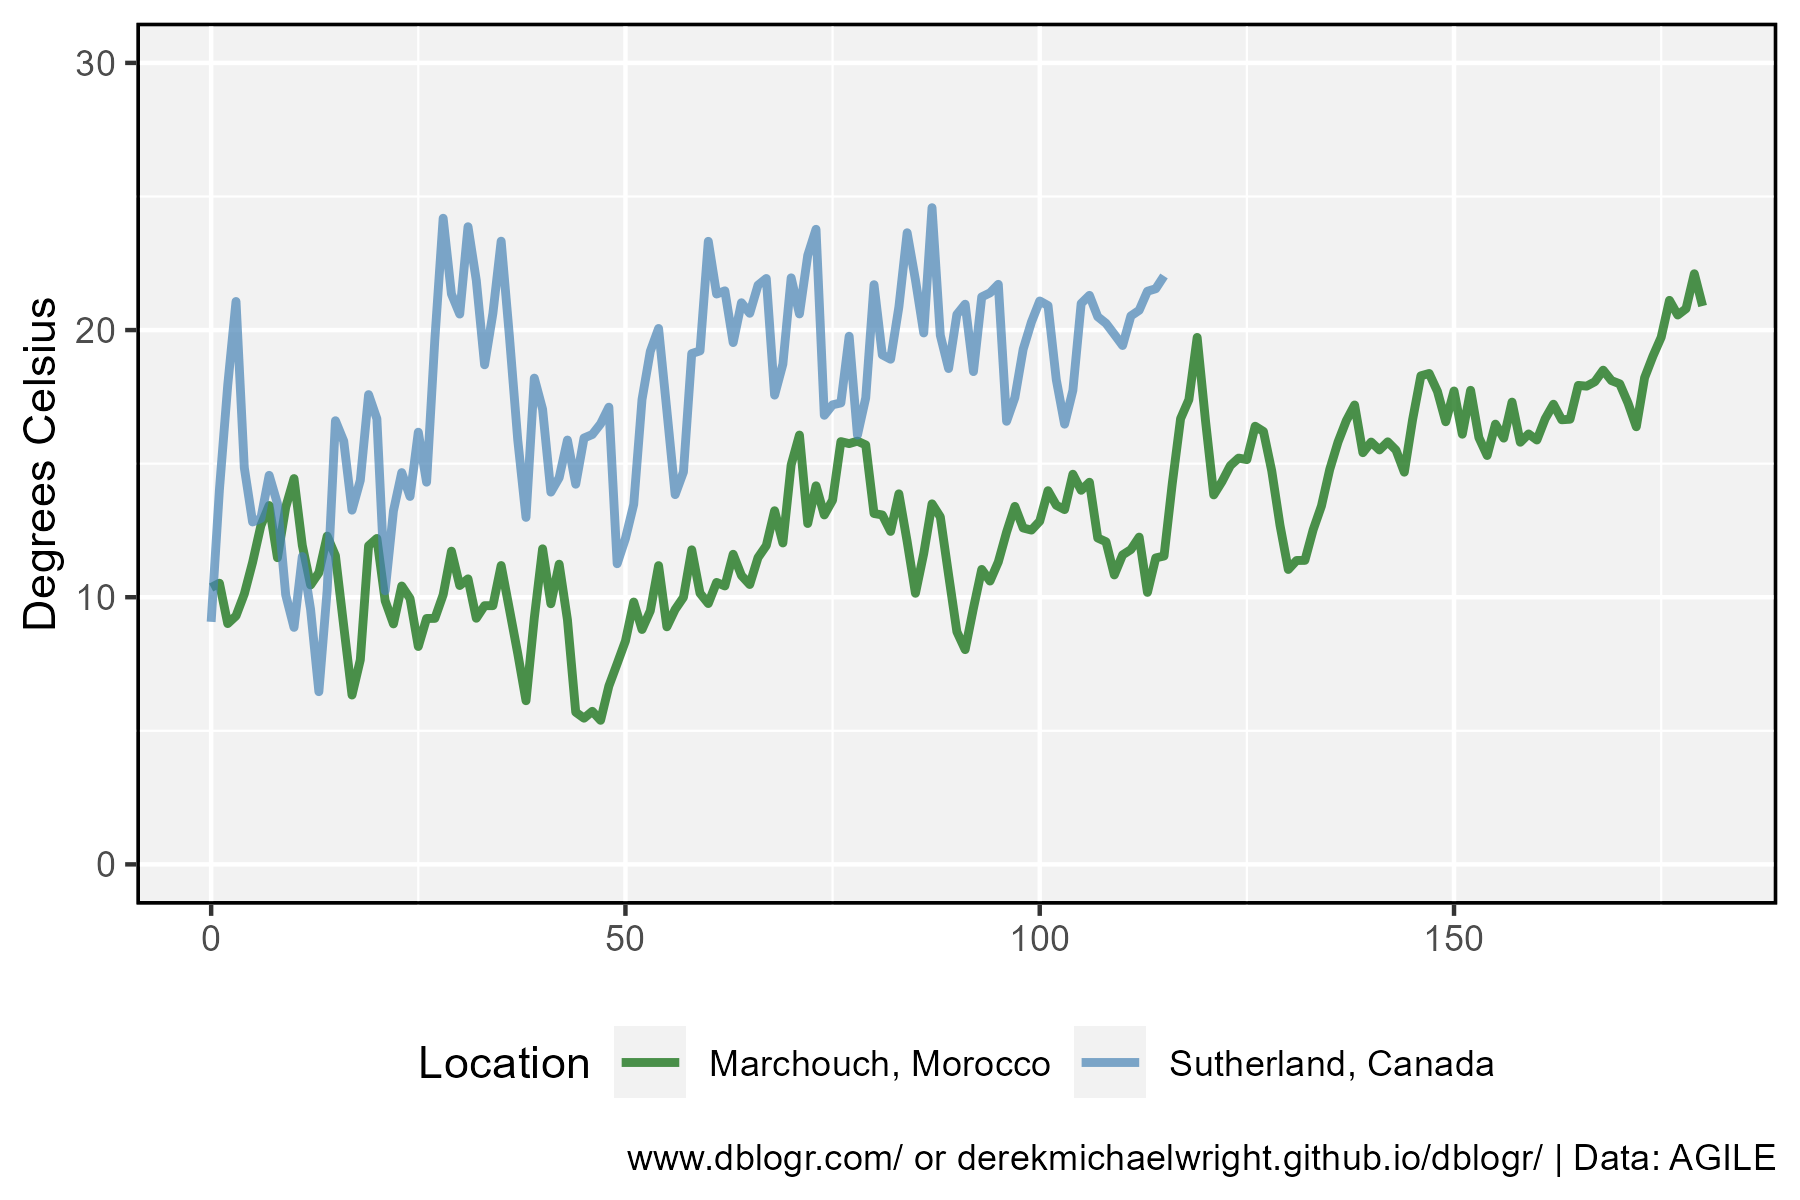 30
20
10
0
Degrees Celsius
0 50 100 150
Location Marchouch, Morocco Sutherland, Canada
www.dblogr.com/ or derekmichaelwright.github.io/dblogr/ | Data: AGILE